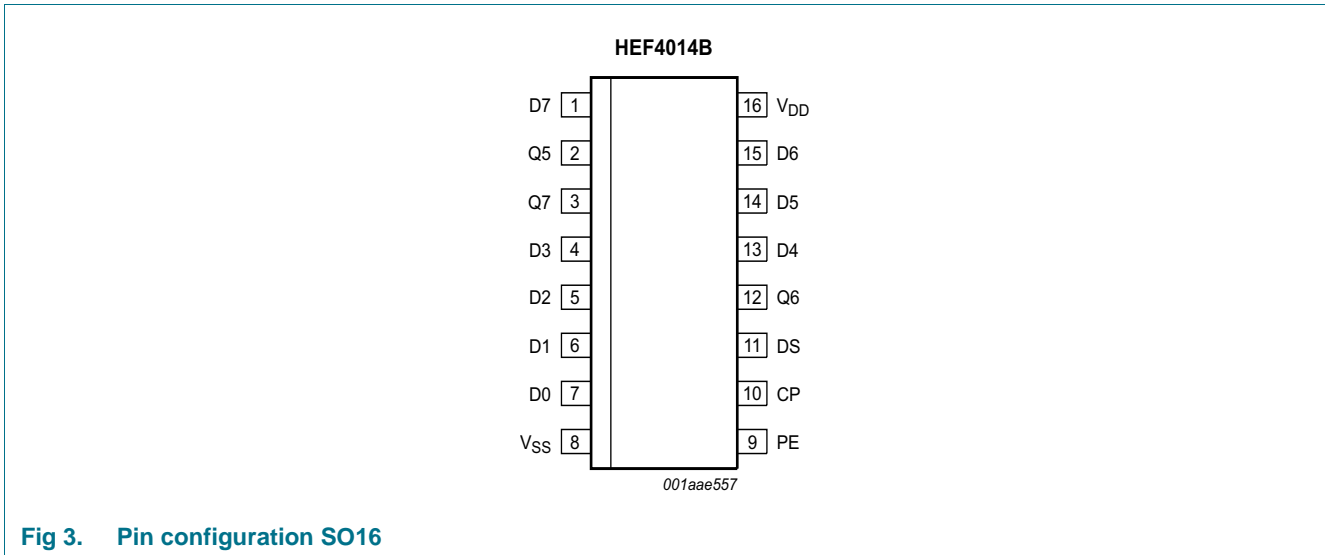 HEF4014B
D7 1 16 VDD
Q5 2 15 D6
Q7 3 14 D5
D3 4 13 D4
D2 5 12 Q6
D1 6 11 DS
D0 7 10 CP
VSS 8 9 PE
001aae557
Fig 3. Pin configuration SO16